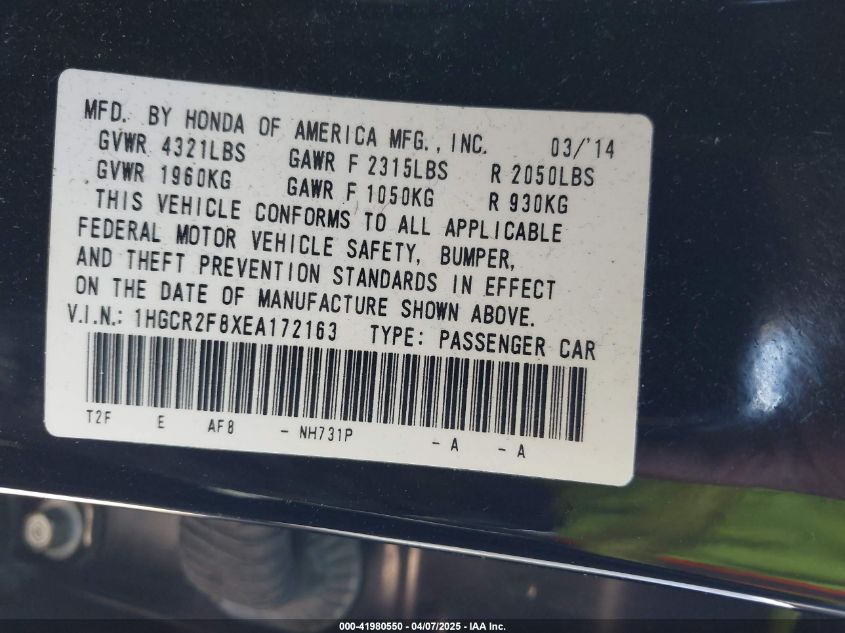 MFD. BY HONDA OF AMERICA MFG., INC. 03/'14
GVWR 4321LBS GAWR F 2315LBS R 2050LBS
GVWR 1960KG GAWR F 1050KG R 930KG
THIS VEHICLE CONFORMS TO ALL APPLICABLE
FEDERAL MOTOR VEHICLE SAFETY, BUMPER,
AND THEFT PREVENTION STANDARDS IN EFFECT
ON THE DATE OF MANUFACTURE SHOWN ABOVE.
V.I.N.: 1HGCR2F8XEA172163 TYPE: PASSENGER CAR
T2F E AF8 - NH731P - A - A
000-41980550 - 04/07/2025 - IAA Inc.